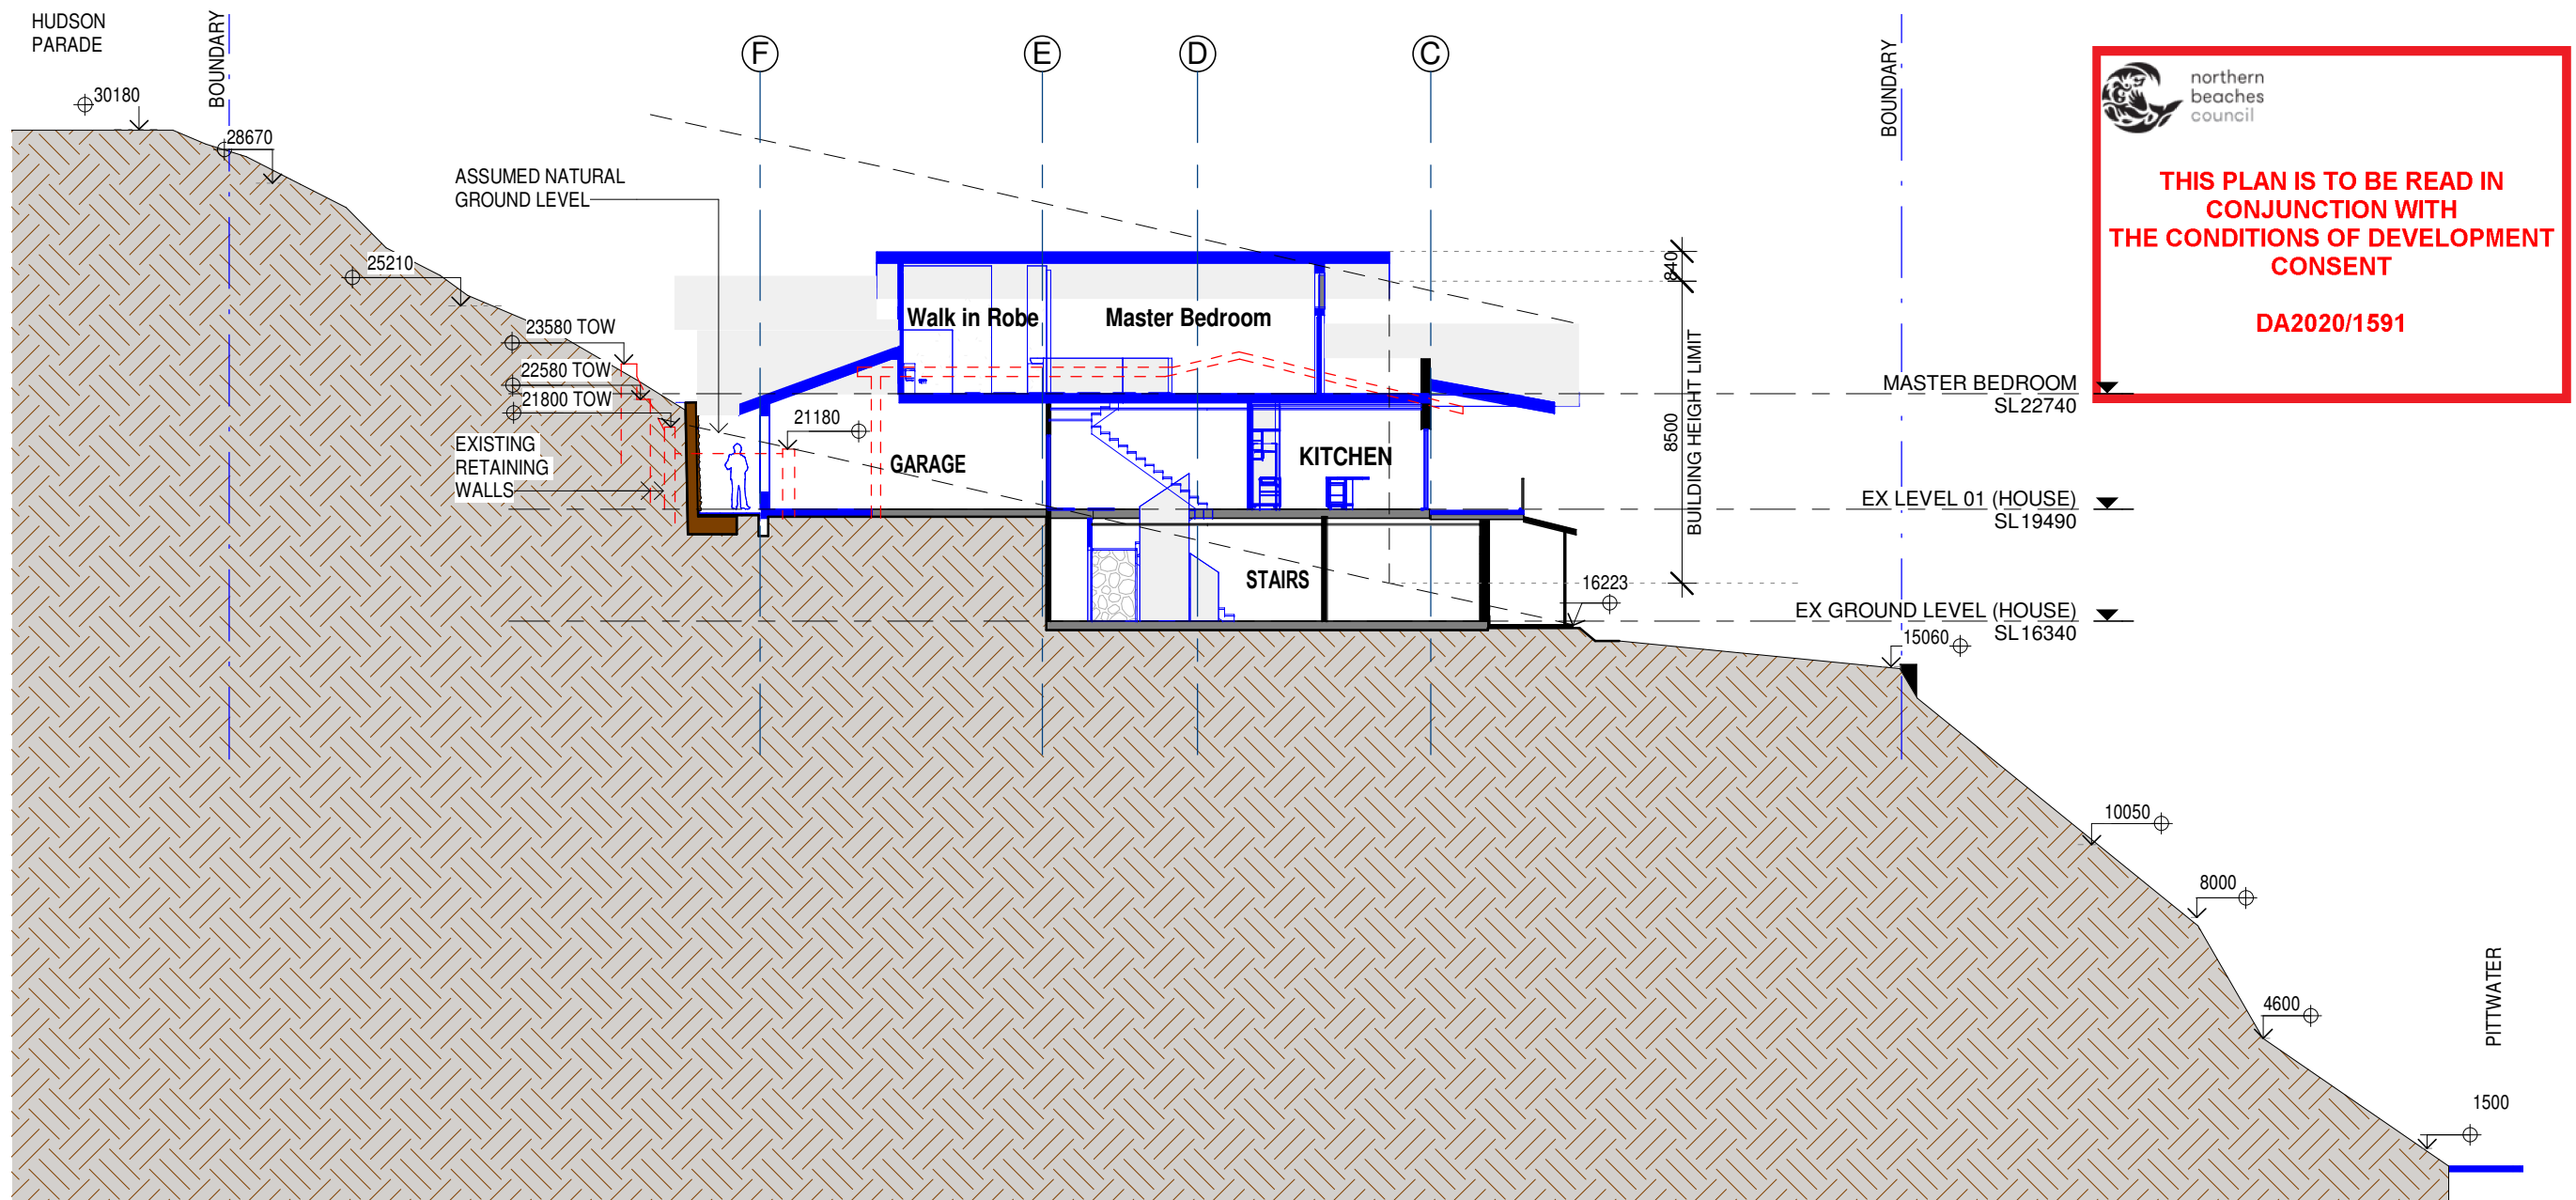 HUDSON
PARADE
BOUNDARY
F
E
D
C
BOUNDARY
northern
beaches
council
THIS PLAN IS TO BE READ IN
CONJUNCTION WITH
THE CONDITIONS OF DEVELOPMENT
CONSENT
DA2020/1591
30180
28670
ASSUMED NATURAL
GROUND LEVEL
25210
23580 TOW
22580 TOW
21800 TOW
EXISTING
RETAINING
WALLS
21180
Walk in Robe
Master Bedroom
GARAGE
KITCHEN
STAIRS
840
8500
BUILDING HEIGHT LIMIT
MASTER BEDROOM
SL22740
EX LEVEL 01 (HOUSE)
SL19490
16223
EX GROUND LEVEL (HOUSE)
SL16340
15060
10050
8000
4600
PITTWATER
1500